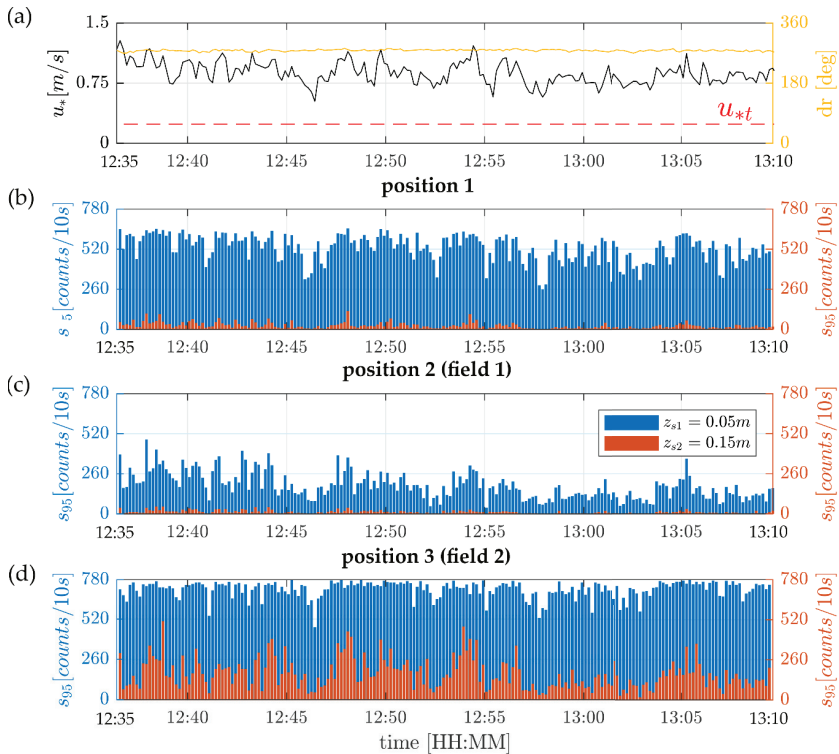 (a)
1.5
0.75
0
u* [m/s]
360
180
0
dr [deg]
u*t
12:35 12:40 12:45 12:50 12:55 13:00 13:05 13:10
position 1
(b)
780
520
260
0
s 5 [counts/10s]
780
520
260
0
s95 [counts/10s]
12:35 12:40 12:45 12:50 12:55 13:00 13:05 13:10
position 2 (field 1)
(c)
780
520
260
0
s95 [counts/10s]
zs1 = 0.05m
zs2 = 0.15m
780
520
260
0
s95 [counts/10s]
12:35 12:40 12:45 12:50 12:55 13:00 13:05 13:10
position 3 (field 2)
(d)
780
520
260
0
s95 [counts/10s]
780
520
260
0
s95 [counts/10s]
12:35 12:40 12:45 12:50 12:55 13:00 13:05 13:10
time [HH:MM]